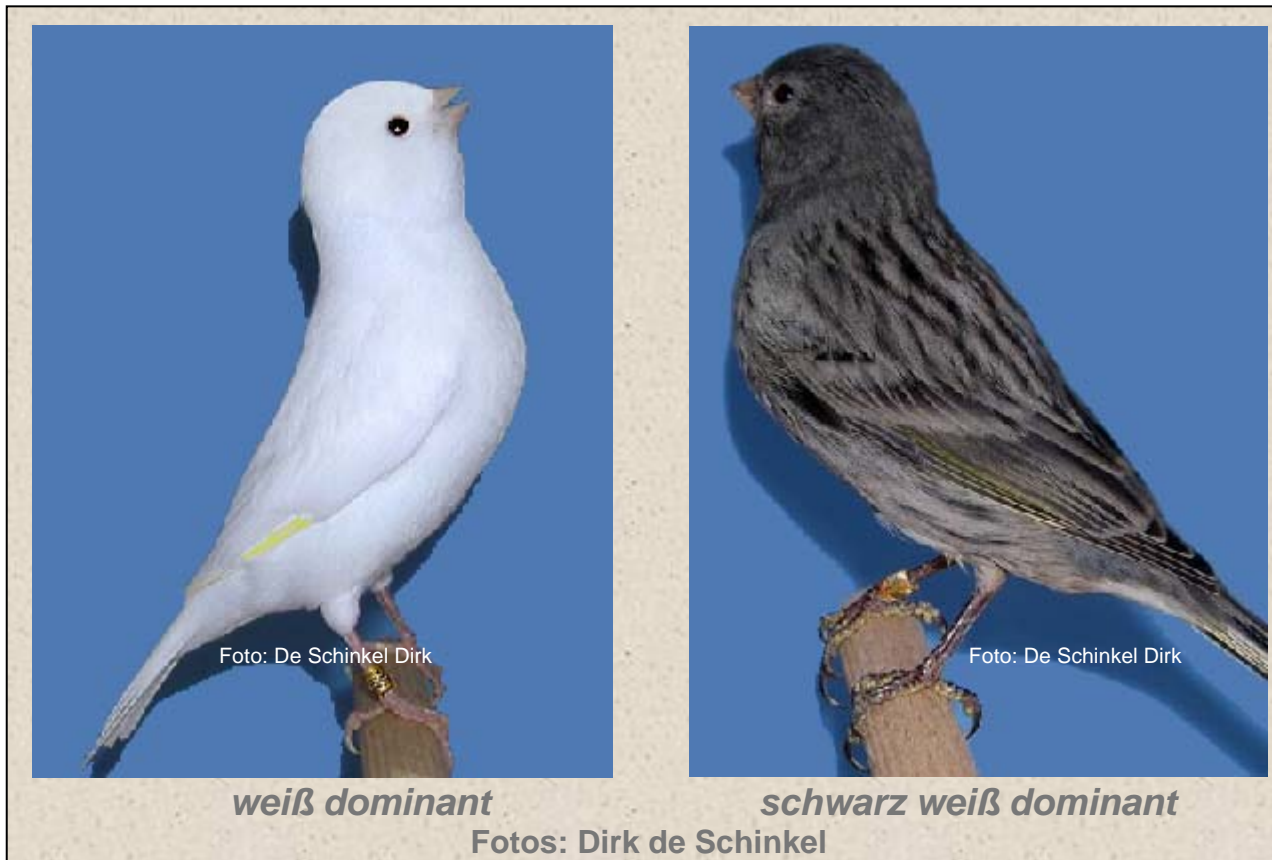 Foto: De Schinkel Dirk
Foto: De Schinkel Dirk
weiß dominant
schwarz weiß dominant
Fotos: Dirk de Schinkel